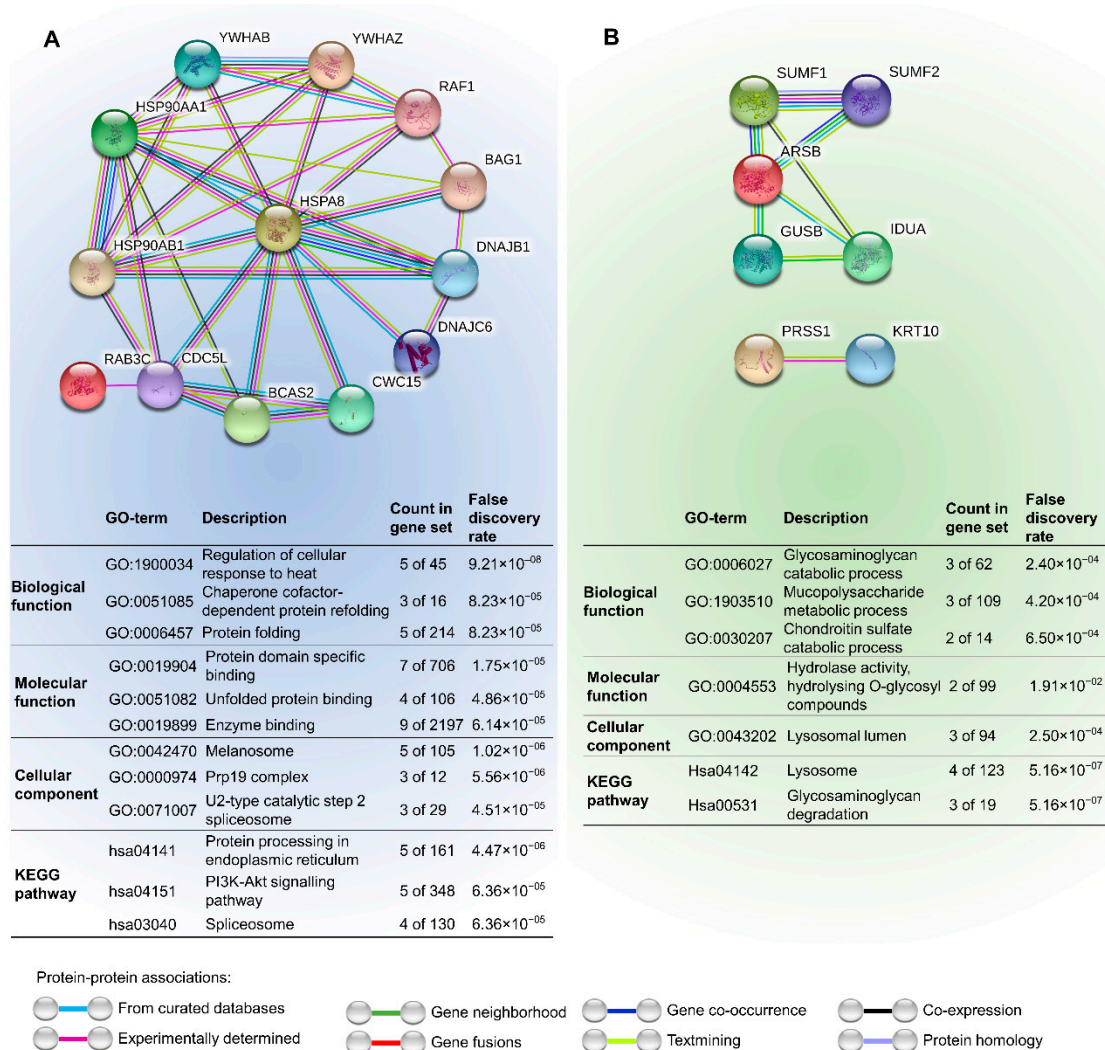 A
YWHAB
YWHAZ
RAF1
HSP90AA1
BAG1
HSPA8
HSP90AB1
DNAJB1
DNAJC6
RAB3C
CDC5L
CWC15
BCAS2
GO-term Description Count in gene set False discovery rate
Biological function
GO:1900034 Regulation of cellular response to heat 5 of 45 9.21×10⁻⁰⁸
GO:0051085 Chaperone cofactor-dependent protein refolding 3 of 16 8.23×10⁻⁰⁵
GO:0006457 Protein folding 5 of 214 8.23×10⁻⁰⁵
Molecular function
GO:0019904 Protein domain specific binding 7 of 706 1.75×10⁻⁰⁵
GO:0051082 Unfolded protein binding 4 of 106 4.86×10⁻⁰⁵
GO:0019899 Enzyme binding 9 of 2197 6.14×10⁻⁰⁵
Cellular component
GO:0042470 Melanosome 5 of 105 1.02×10⁻⁰⁶
GO:0000974 Prp19 complex 3 of 12 5.56×10⁻⁰⁶
GO:0071007 U2-type catalytic step 2 spliceosome 3 of 29 4.51×10⁻⁰⁵
KEGG pathway
hsa04141 Protein processing in endoplasmic reticulum 5 of 161 4.47×10⁻⁰⁶
hsa04151 PI3K-Akt signalling pathway 5 of 348 6.36×10⁻⁰⁵
hsa03040 Spliceosome 4 of 130 6.36×10⁻⁰⁵
B
SUMF1
SUMF2
ARSB
GUSB
IDUA
PRSS1
KRT10
GO-term Description Count in gene set False discovery rate
Biological function
GO:0006027 Glycosaminoglycan catabolic process 3 of 62 2.40×10⁻⁰⁴
GO:1903510 Mucopolysaccharide metabolic process 3 of 109 4.20×10⁻⁰⁴
GO:0030207 Chondroitin sulfate catabolic process 2 of 14 6.50×10⁻⁰⁴
Molecular function
GO:0004553 Hydrolase activity, hydrolysing O-glycosyl compounds 2 of 99 1.91×10⁻⁰²
Cellular component
GO:0043202 Lysosomal lumen 3 of 94 2.50×10⁻⁰⁴
KEGG pathway
Hsa04142 Lysosome 4 of 123 5.16×10⁻⁰⁷
Hsa00531 Glycosaminoglycan degradation 3 of 19 5.16×10⁻⁰⁷
Protein-protein associations:
From curated databases
Gene neighborhood
Gene co-occurrence
Co-expression
Experimentally determined
Gene fusions
Textmining
Protein homology